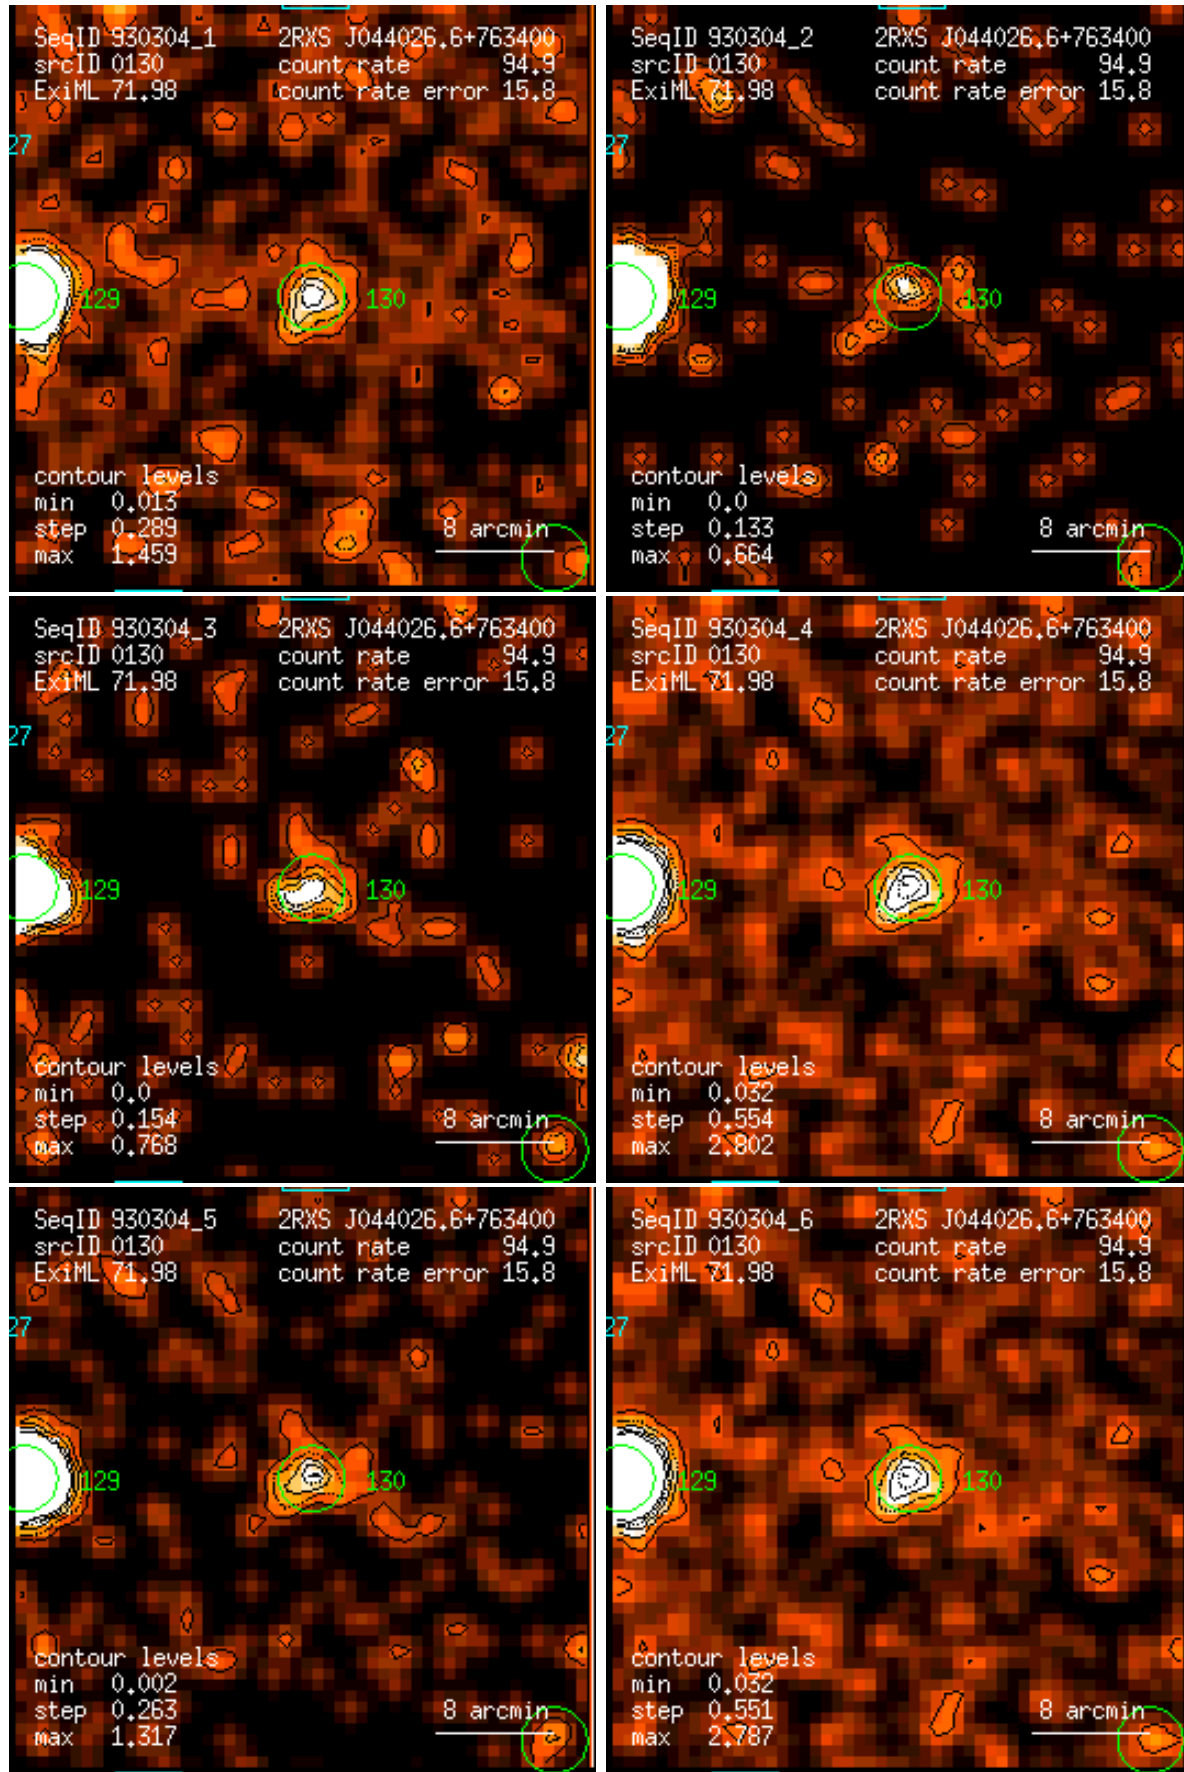 SeqID 930304_1 2RXS J044026.6+763400
srcID 0130 count rate 94.9
ExiML 71.98 count rate error 15.8
27
129 130
contour levels
min 0.013
step 0.289 8 arcmin
max 1.459
SeqID 930304_2 2RXS J044026.6+763400
srcID 0130 count rate 94.9
ExiML 71.98 count rate error 15.8
27
129 130
contour levels
min 0.0
step 0.133 8 arcmin
max 0.664
SeqID 930304_3 2RXS J044026.6+763400
srcID 0130 count rate 94.9
ExiML 71.98 count rate error 15.8
27
129 130
contour levels
min 0.0
step 0.154 8 arcmin
max 0.768
SeqID 930304_4 2RXS J044026.6+763400
srcID 0130 count rate 94.9
ExiML 71.98 count rate error 15.8
27
129 130
contour levels
min 0.032
step 0.554 8 arcmin
max 2.802
SeqID 930304_5 2RXS J044026.6+763400
srcID 0130 count rate 94.9
ExiML 71.98 count rate error 15.8
27
129 130
contour levels
min 0.002
step 0.263 8 arcmin
max 1.317
SeqID 930304_6 2RXS J044026.6+763400
srcID 0130 count rate 94.9
ExiML 71.98 count rate error 15.8
27
129 130
contour levels
min 0.032
step 0.551 8 arcmin
max 2.787